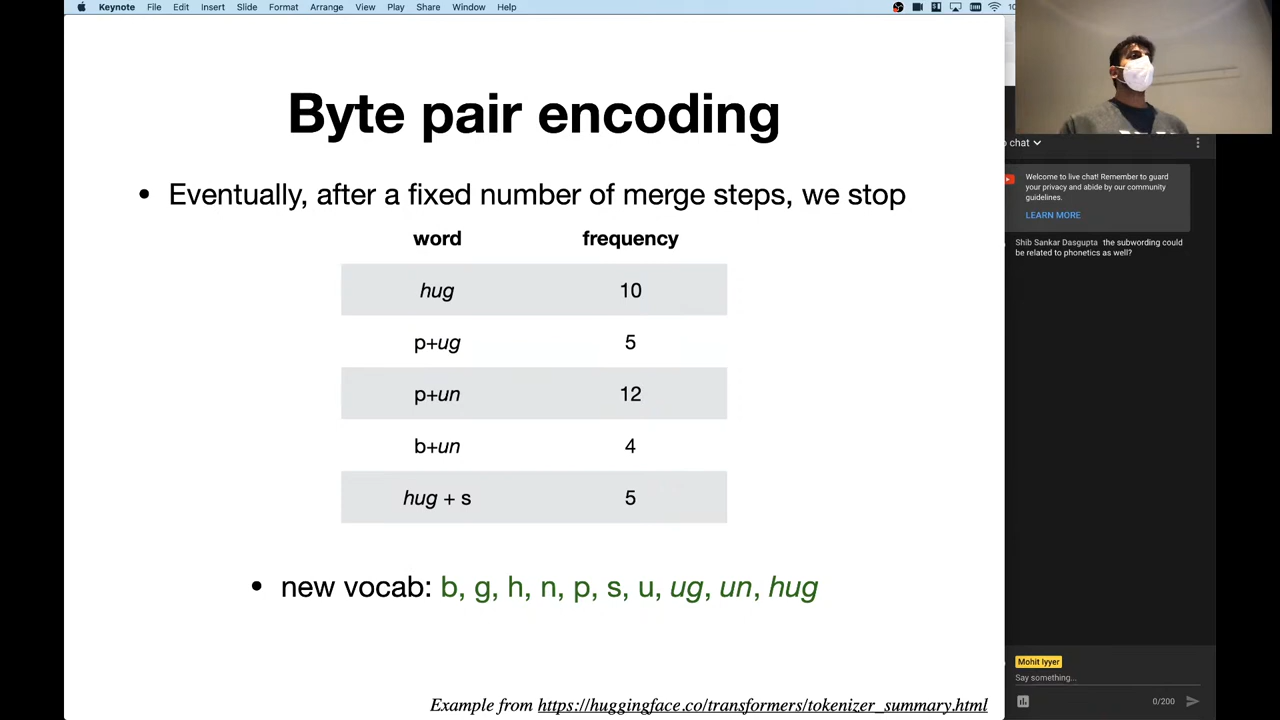 Keynote File Edit Insert Slide Format Arrange View Play Share Window Help
Byte pair encoding
• Eventually, after a fixed number of merge steps, we stop
word frequency
hug 10
p+ug 5
p+un 12
b+un 4
hug + s 5
• new vocab: b, g, h, n, p, s, u, ug, un, hug
Example from https://huggingface.co/transformers/tokenizer_summary.html
chat
Welcome to live chat! Remember to guard
your privacy and abide by our community
guidelines.
LEARN MORE
Shib Sankar Dasgupta the subwording could
be related to phonetics as well?
Mohit Iyyer
Say something...
0/200